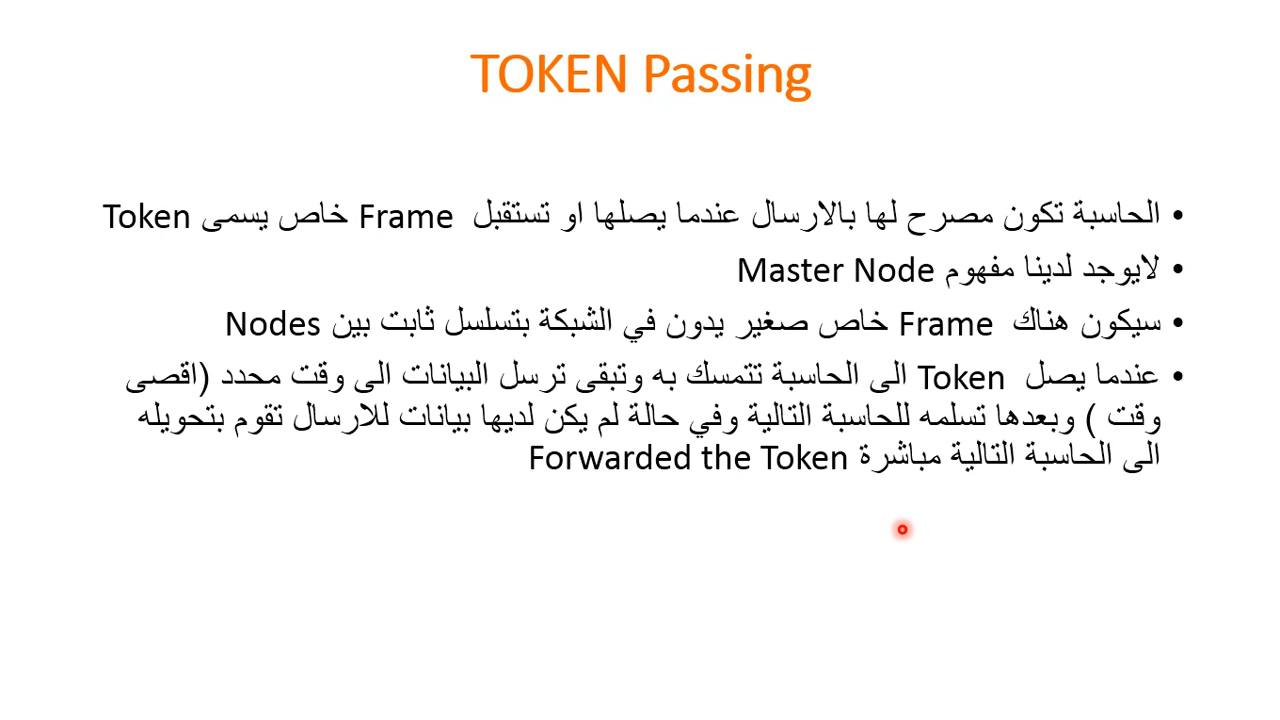 TOKEN Passing
• الحاسبة تكون مصرح لها بالارسال عندما يصلها او تستقبل Frame خاص يسمى Token
• لايوجد لدينا مفهوم Master Node
• سيكون هناك Frame خاص صغير يدون في الشبكة بتسلسل ثابت بين Nodes
• عندما يصل Token الى الحاسبة تتمسك به وتبقى ترسل البيانات الى وقت محدد (اقصى
وقت ) وبعدها تسلمه للحاسبة التالية وفي حالة لم يكن لديها بيانات للارسال تقوم بتحويله
الى الحاسبة التالية مباشرة Forwarded the Token